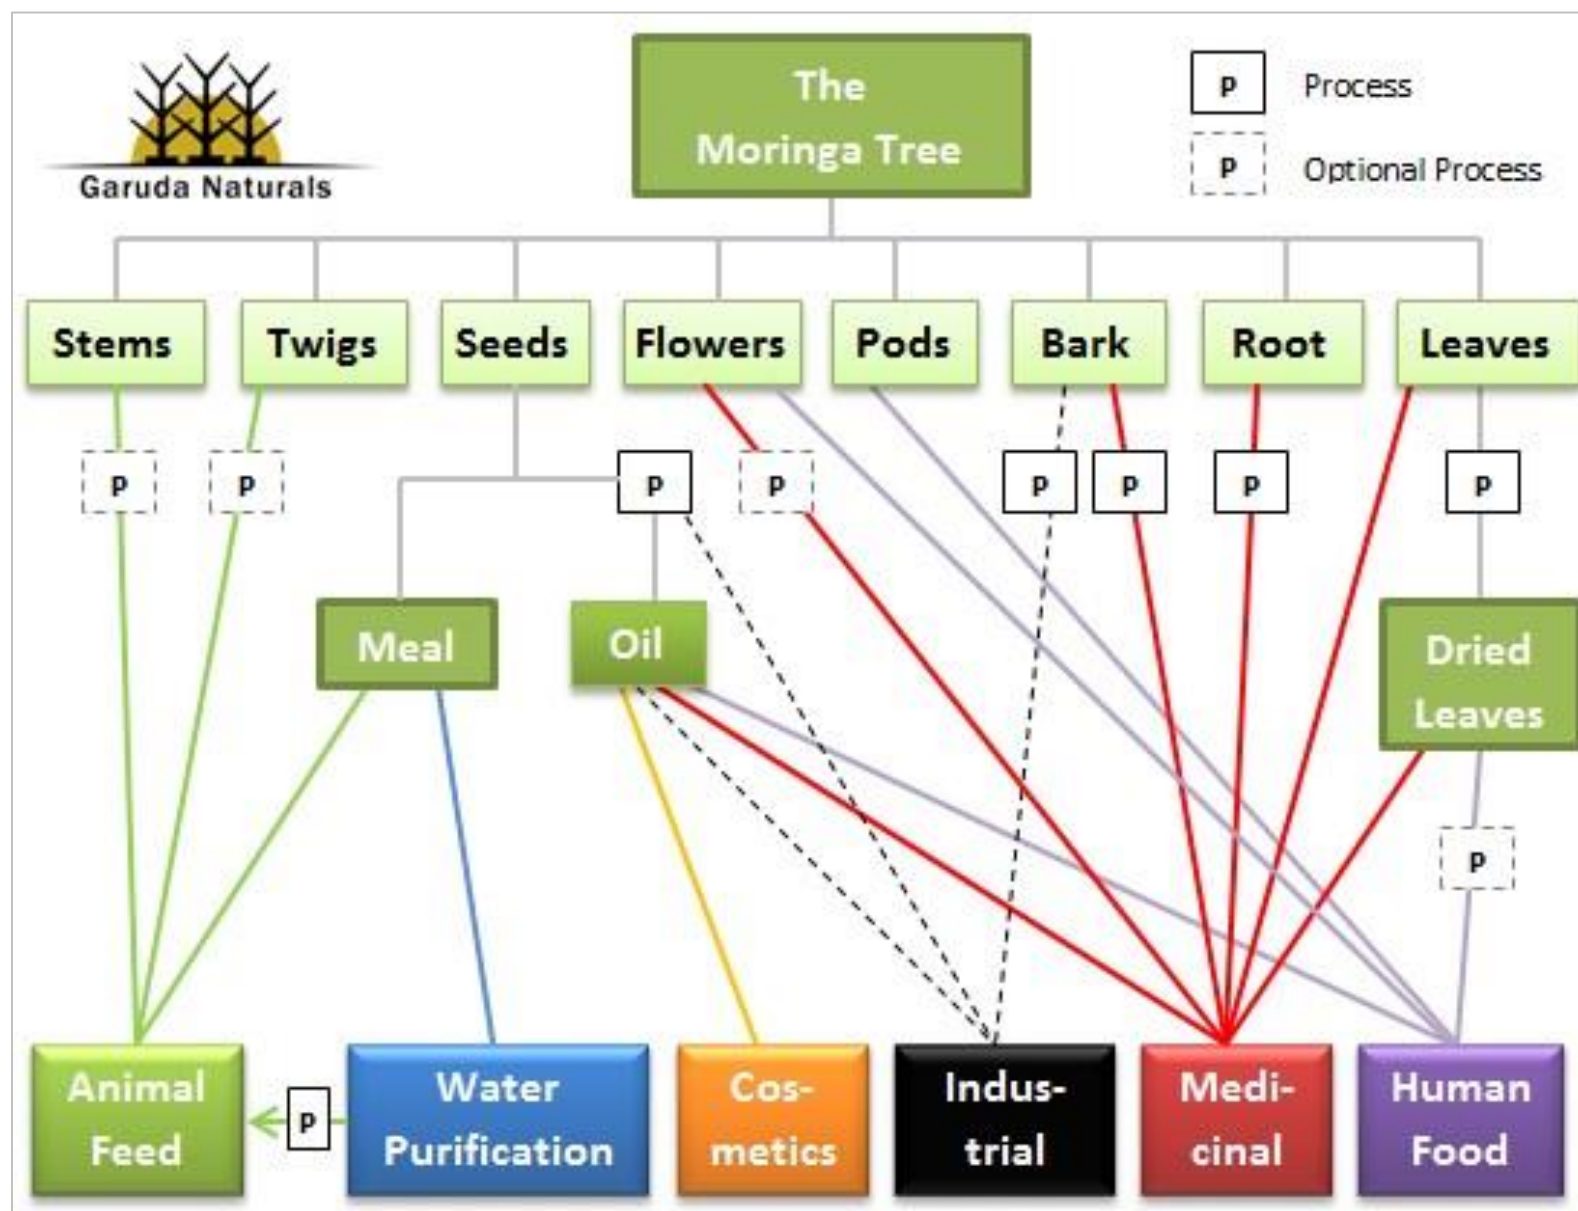 The
Moringa Tree
P Process
P Optional Process
Garuda Naturals
Stems Twigs Seeds Flowers Pods Bark Root Leaves
P P P P P P P P
Meal
Oil
Dried
Leaves
P
Animal
Feed
P
Water
Purification
Cos-
metics
Indus-
trial
Medi-
cinal
Human
Food